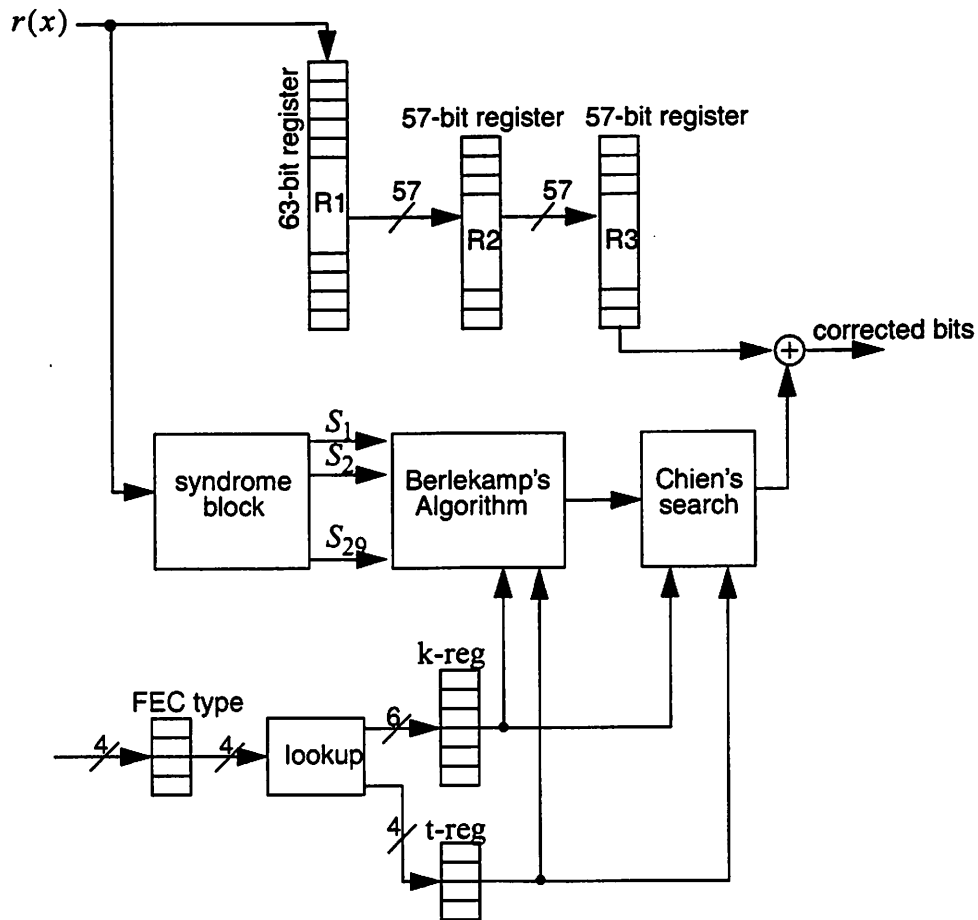 r(x)
63-bit register
R1
57
57-bit register
R2
57
57-bit register
R3
corrected bits
syndrome
block
S1
S2
S29
Berlekamp's
Algorithm
Chien's
search
k-reg
FEC type
4
4
lookup
6
4
t-reg